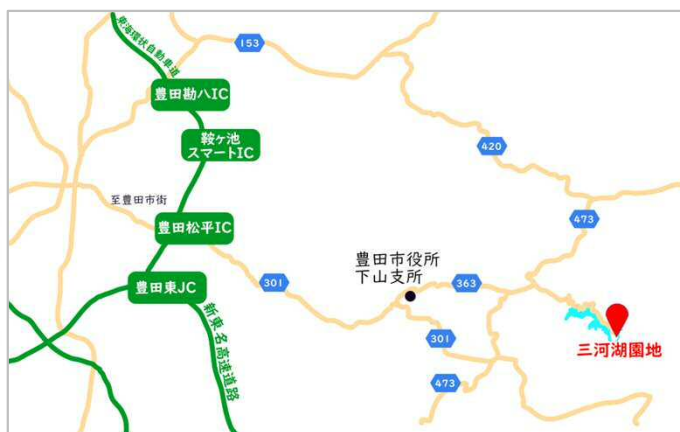 東海環状自動車道
153
豊田勘八IC
鞍ヶ池
スマートIC
420
至豊田市街
豊田松平IC
473
豊田市役所
下山支所
豊田東JC
301
363
新東名高速道路
301
三河湖園地
473